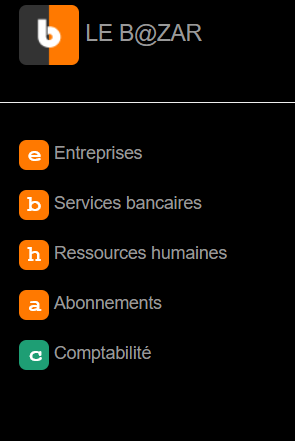 b LE B@ZAR
e Entreprises
b Services bancaires
h Ressources humaines
a Abonnements
c Comptabilité